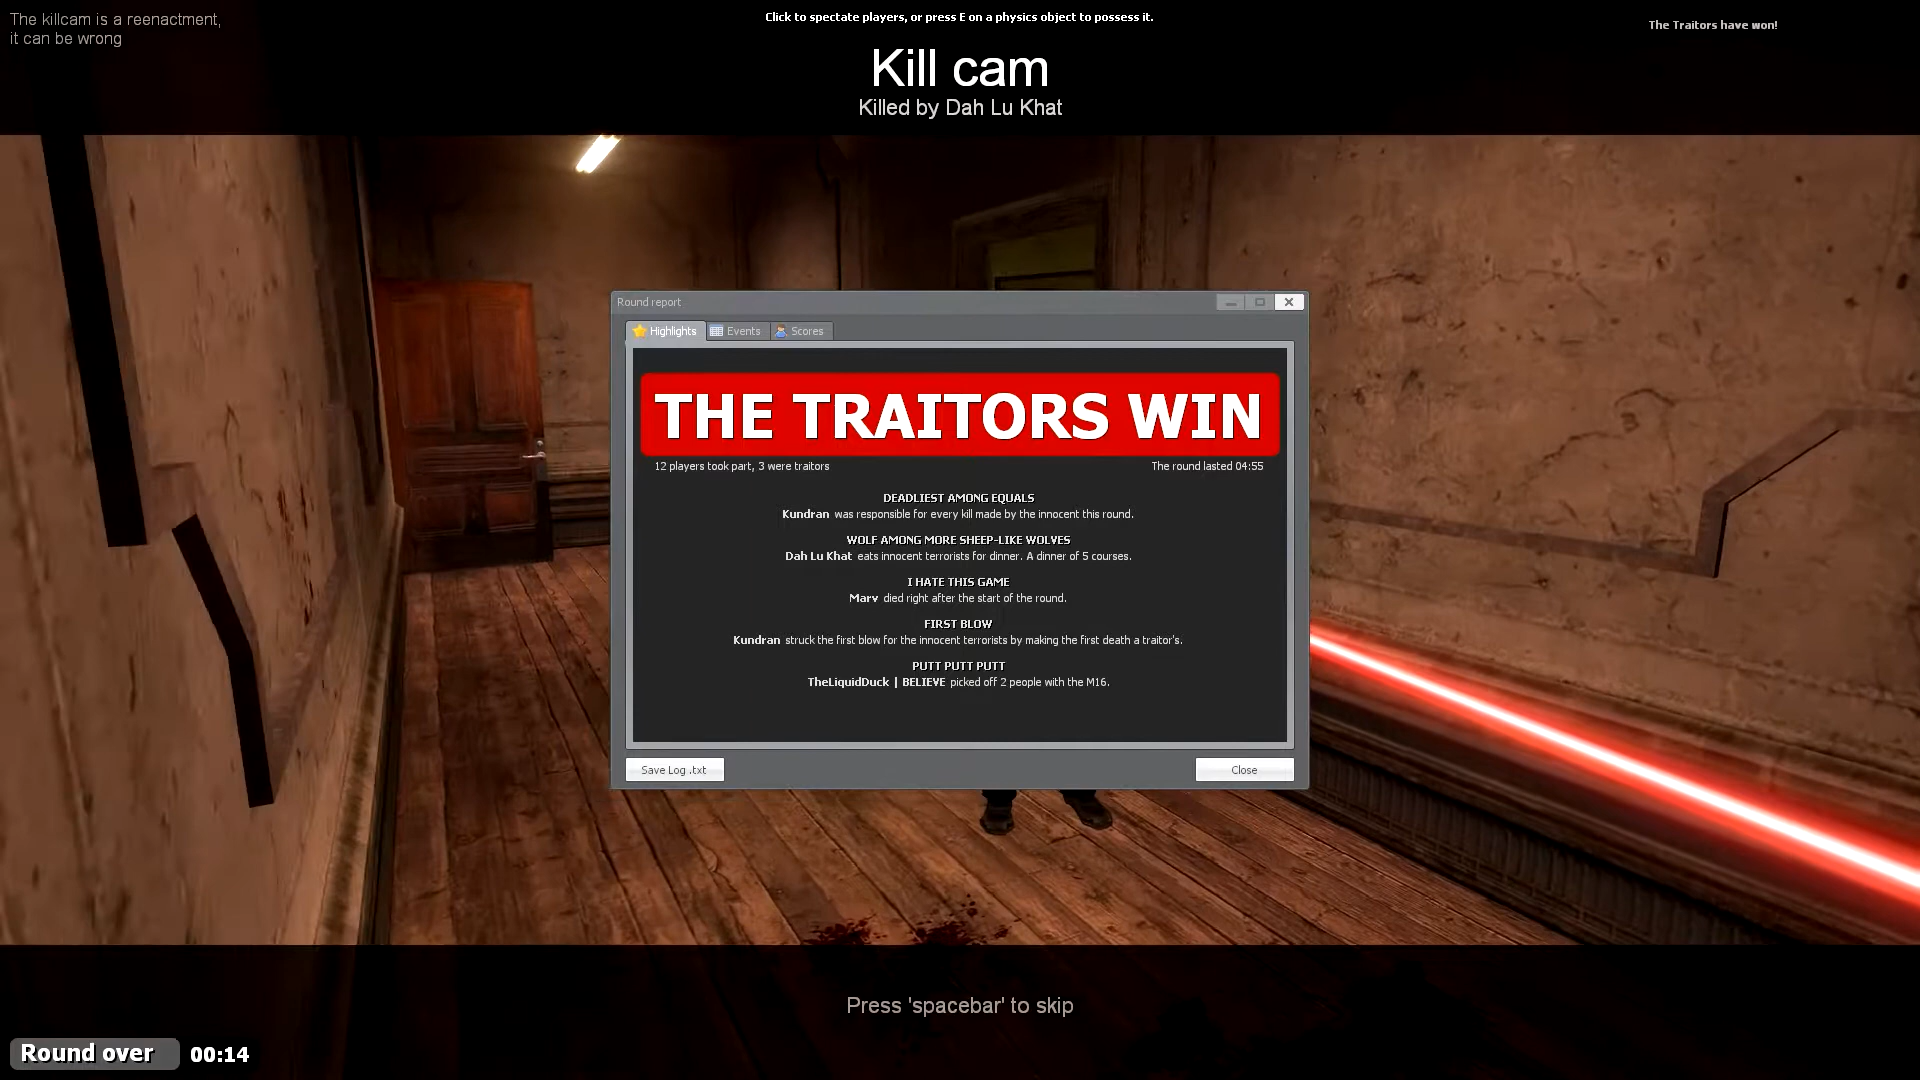 The killcam is a reenactment,
it can be wrong
Click to spectate players, or press E on a physics object to possess it.
The Traitors have won!
Kill cam
Killed by Dah Lu Khat
Round report
Highlights Events Scores
THE TRAITORS WIN
12 players took part, 3 were traitors The round lasted 04:55
DEADLIEST AMONG EQUALS
Kundran was responsible for every kill made by the innocent this round.
WOLF AMONG MORE SHEEP-LIKE WOLVES
Dah Lu Khat eats innocent terrorists for dinner. A dinner of 5 courses.
I HATE THIS GAME
Marv died right after the start of the round.
FIRST BLOW
Kundran struck the first blow for the innocent terrorists by making the first death a traitor's.
PUTT PUTT PUTT
TheLiquidDuck | BELIEVE picked off 2 people with the M16.
Save Log .txt Close
Press 'spacebar' to skip
Round over 00:14